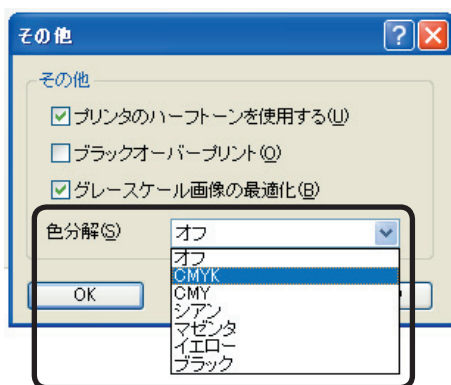 その他
その他
プリンタのハーフトーンを使用する(U)
ブラックオーバープリント(O)
グレースケール画像の最適化(B)
色分解(S) オフ
オフ
CMYK
OK CMY
シアン
マゼンタ
イエロー
ブラック